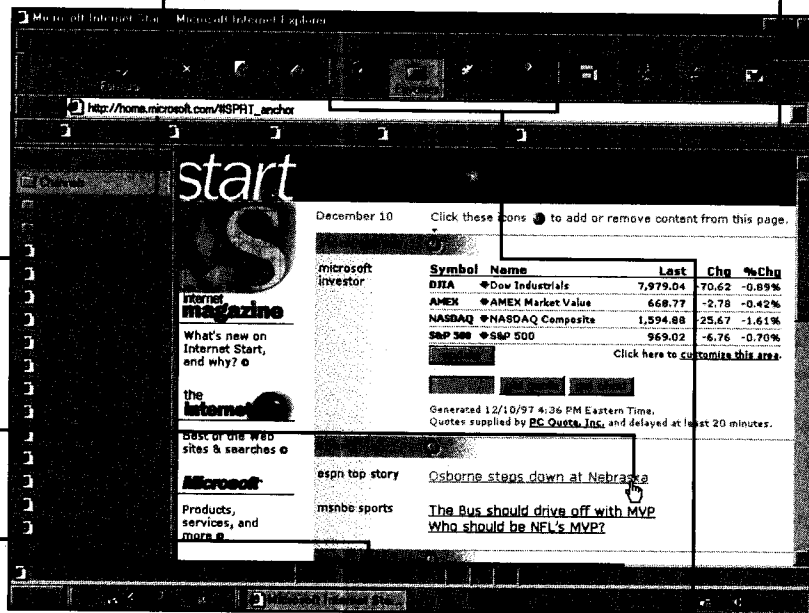 Microsoft Internet Start - Microsoft Internet Explorer
http://home.microsoft.com/#SPRT_anchor
start
December 10
Click these icons to add or remove content from this page.
internet
magazine
What's new on
Internet Start,
and why?
the
internet
Best of the Web
sites & searches
Microsoft
Products,
services, and
more
microsoft
investor
Symbol Name Last Chg %Chg
DJIA Dow Industrials 7,979.04 -70.62 -0.89%
AMEX AMEX Market Value 668.77 -2.78 -0.42%
NASDAQ NASDAQ Composite 1,594.88 -25.67 -1.61%
S&P 500 S&P 500 969.02 -6.76 -0.70%
Click here to customize this area.
Generated 12/10/97 4:36 PM Eastern Time.
Quotes supplied by PC Quote, Inc. and delayed at least 20 minutes.
espn top story
Osborne steps down at Nebraska
msnbc sports
The Bus should drive off with MVP
Who should be NFL's MVP?